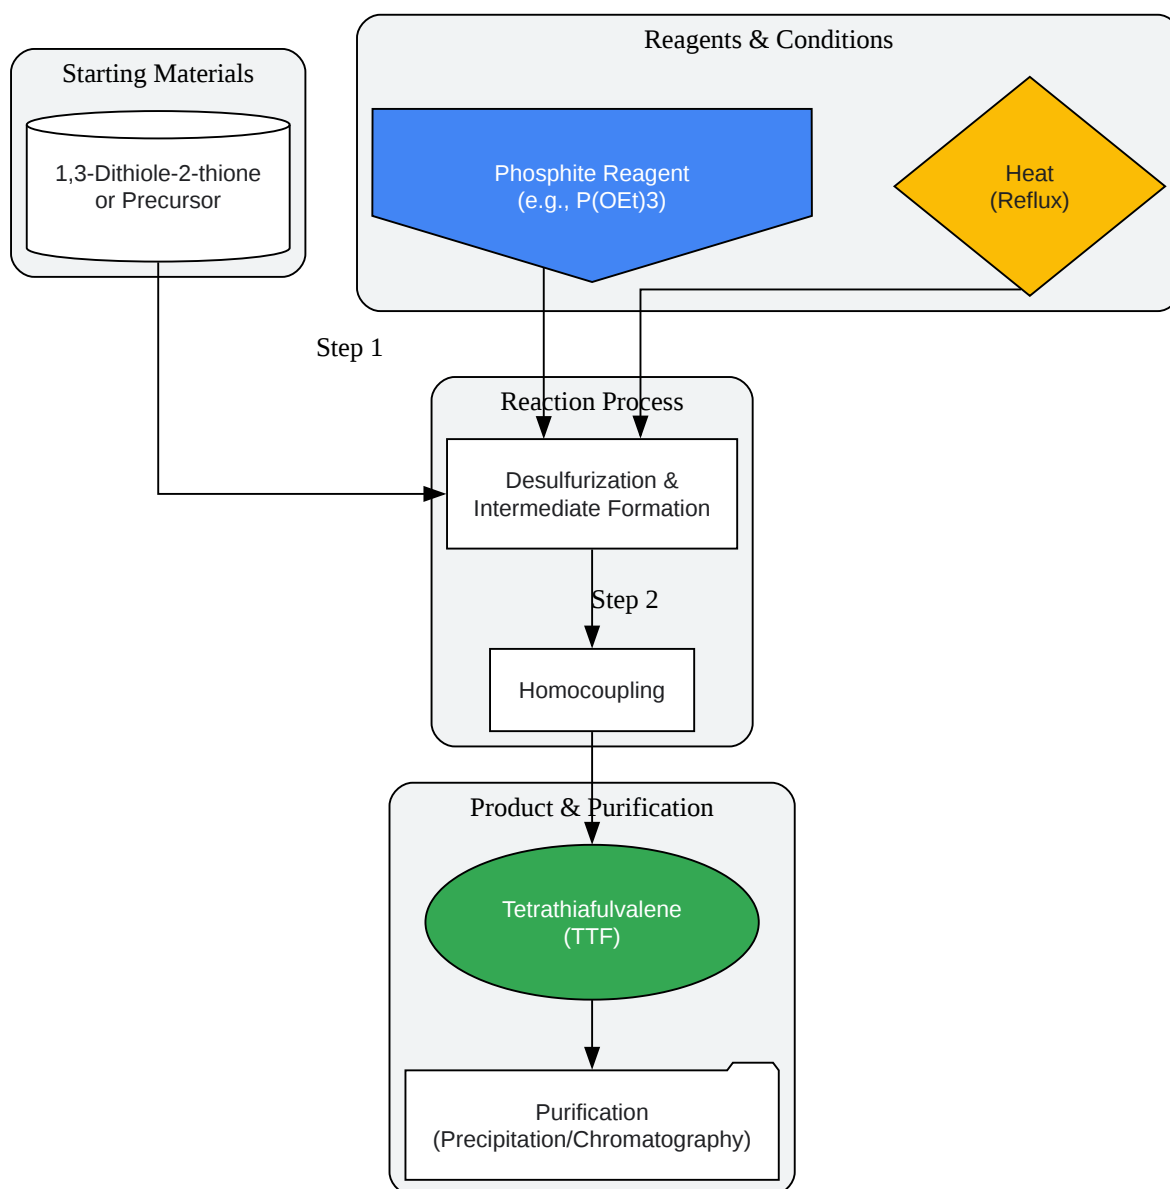 Starting Materials
1,3-Dithiole-2-thione
or Precursor
Reagents & Conditions
Phosphite Reagent
(e.g., P(OEt)3)
Heat
(Reflux)
Step 1
Reaction Process
Desulfurization &
Intermediate Formation
Step 2
Homocoupling
Product & Purification
Tetrathiafulvalene
(TTF)
Purification
(Precipitation/Chromatography)